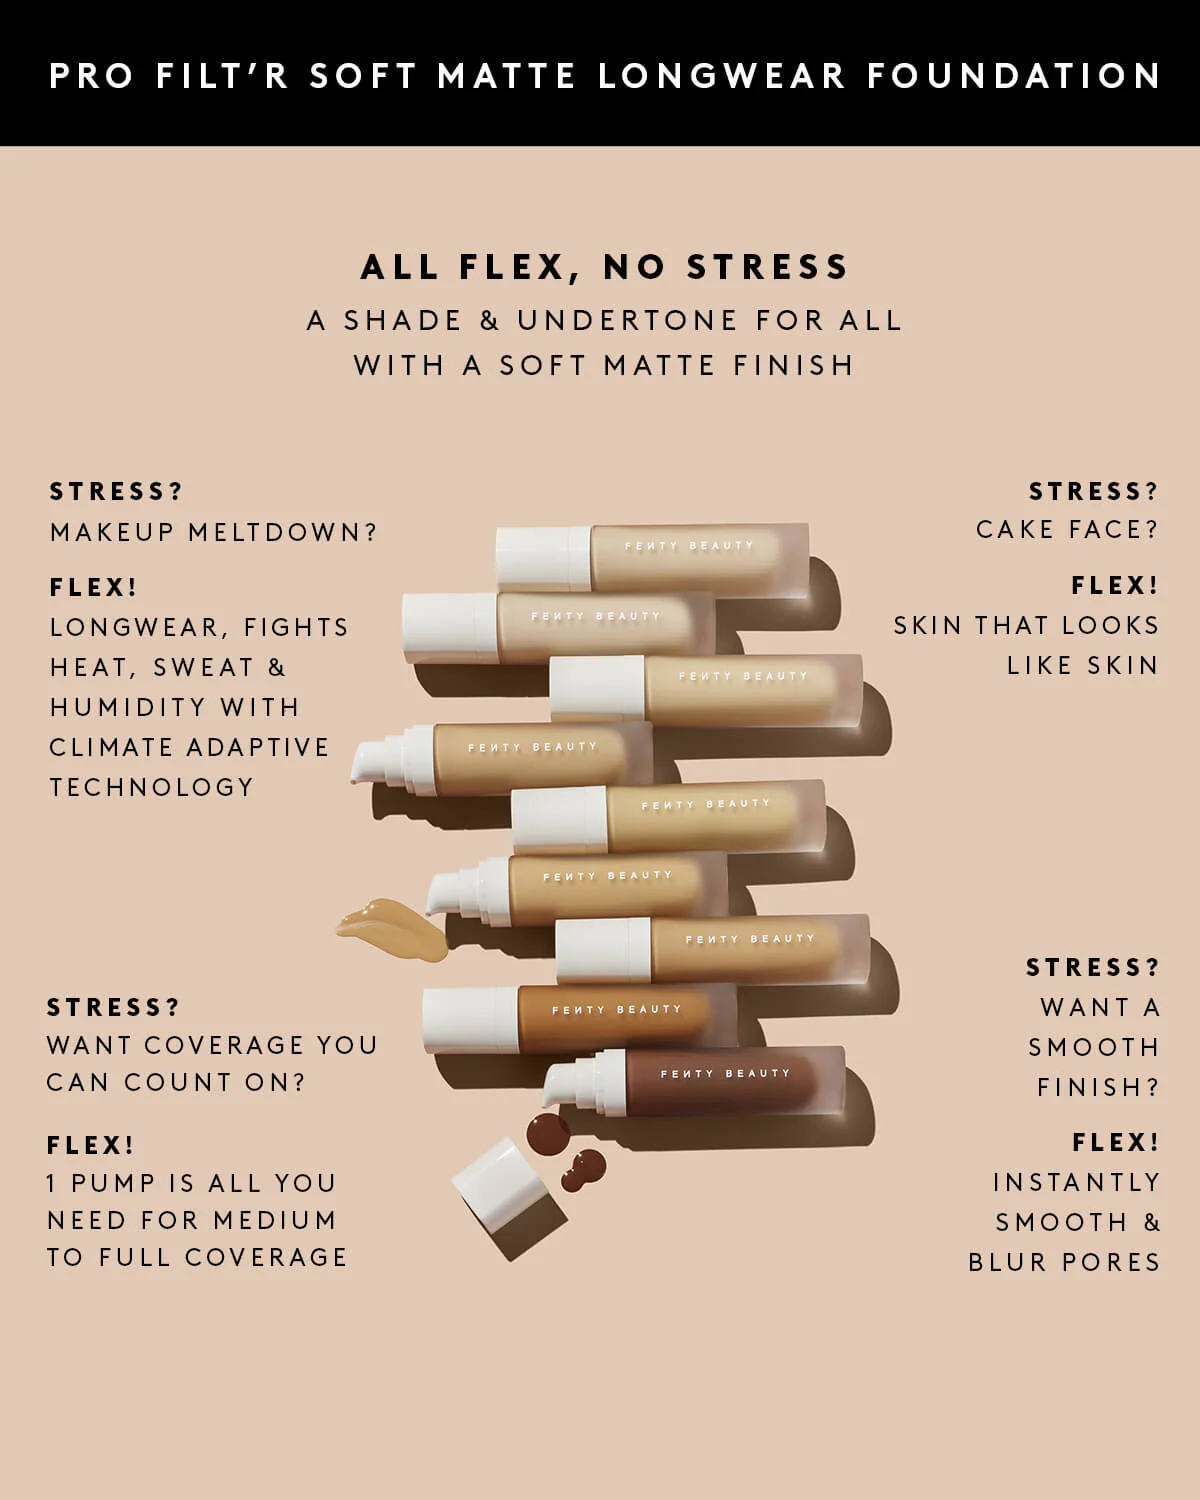 PRO FILT'R SOFT MATTE LONGWEAR FOUNDATION
ALL FLEX, NO STRESS
A SHADE & UNDERTONE FOR ALL
WITH A SOFT MATTE FINISH
STRESS?
MAKEUP MELTDOWN?
FLEX!
LONGWEAR, FIGHTS
HEAT, SWEAT &
HUMIDITY WITH
CLIMATE ADAPTIVE
TECHNOLOGY
STRESS?
CAKE FACE?
FLEX!
SKIN THAT LOOKS
LIKE SKIN
FENTY BEAUTY
FENTY BEAUTY
FENTY BEAUTY
FENTY BEAUTY
FENTY BEAUTY
FENTY BEAUTY
FENTY BEAUTY
FENTY BEAUTY
FENTY BEAUTY
STRESS?
WANT COVERAGE YOU
CAN COUNT ON?
FLEX!
1 PUMP IS ALL YOU
NEED FOR MEDIUM
TO FULL COVERAGE
STRESS?
WANT A
SMOOTH
FINISH?
FLEX!
INSTANTLY
SMOOTH &
BLUR PORES